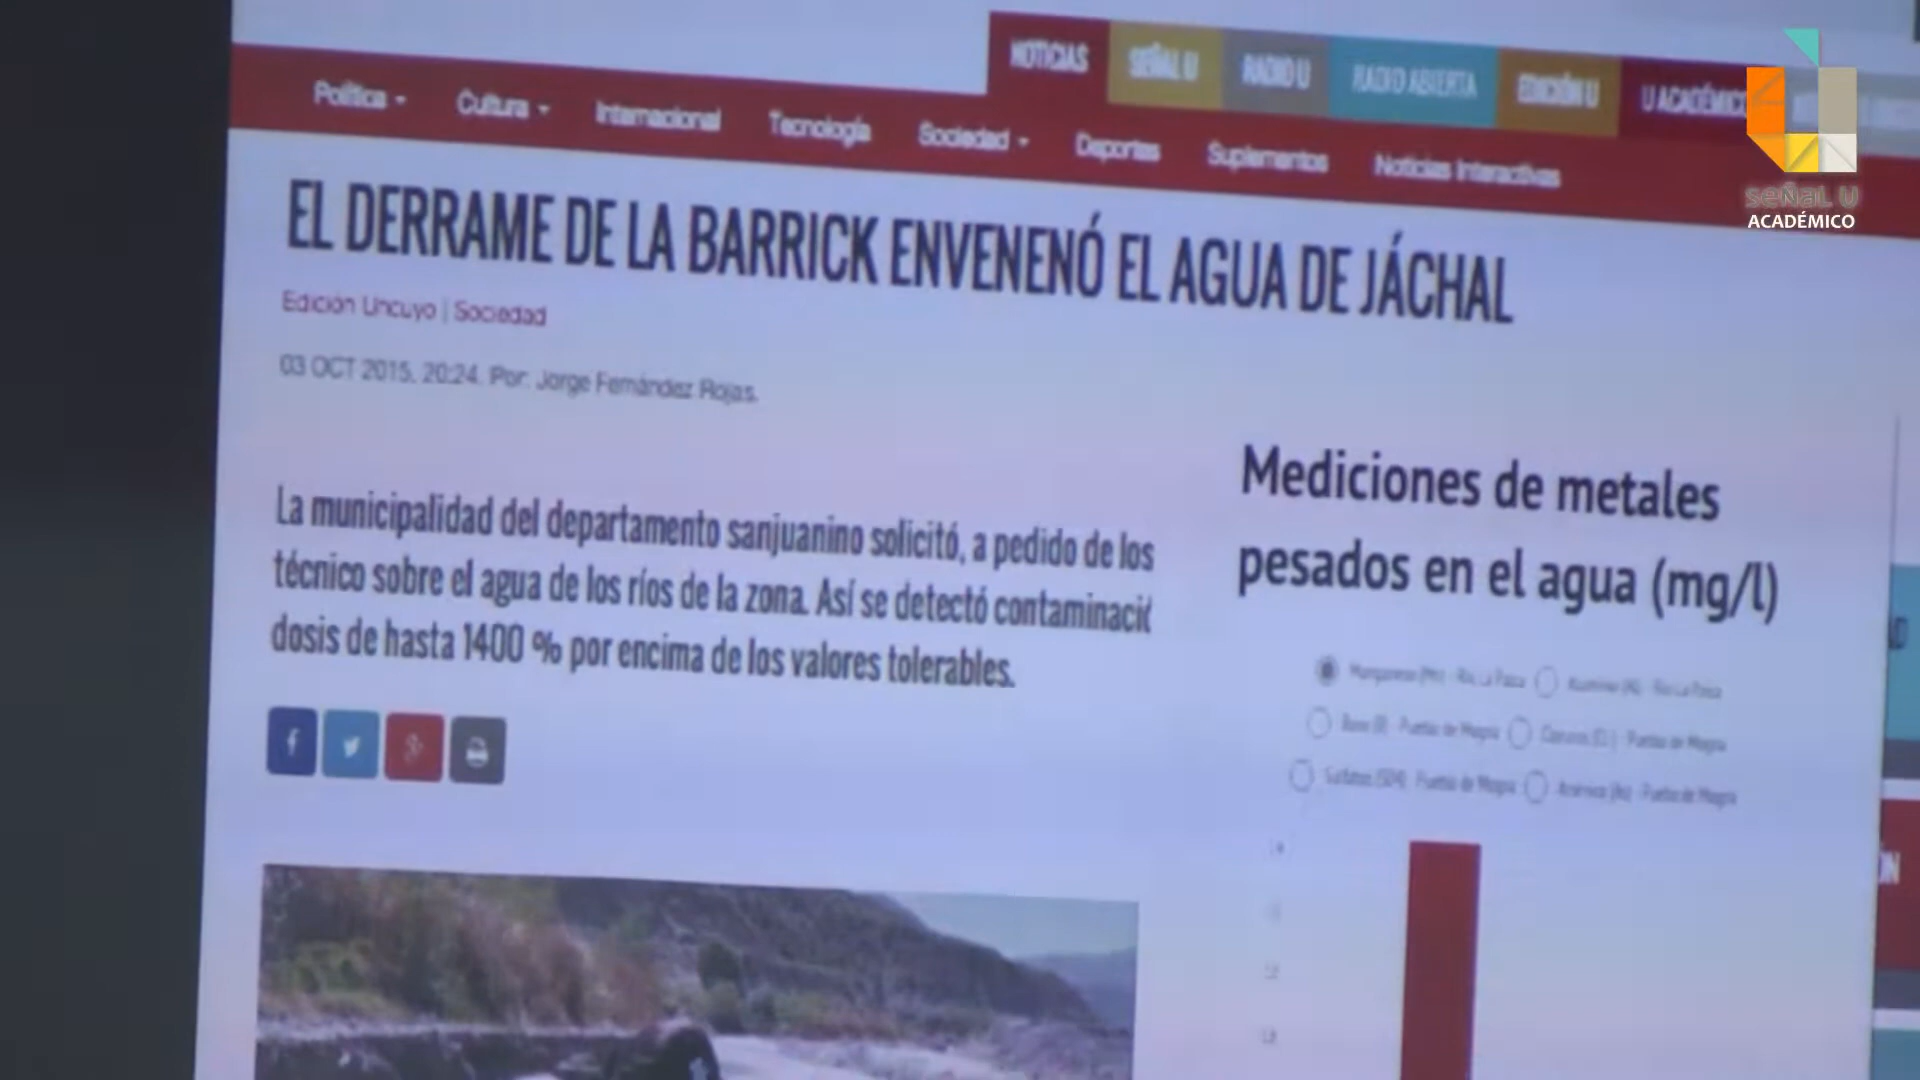 NOTICIAS SEÑAL U RADIO U RADIO ABIERTA EDICIÓN U U ACADÉMICO
Política Cultura Internacional Tecnología Sociedad Deportes Suplementos Noticias Interactivas
SEÑAL U
ACADÉMICO
EL DERRAME DE LA BARRICK ENVENENÓ EL AGUA DE JÁCHAL
Edición Uncuyo | Sociedad
03 OCT 2015, 20:24. Por: Jorge Fernández Rojas.
La municipalidad del departamento sanjuanino solicitó, a pedido de los
técnico sobre el agua de los ríos de la zona. Así se detectó contaminació
dosis de hasta 1400 % por encima de los valores tolerables.
Mediciones de metales
pesados en el agua (mg/l)